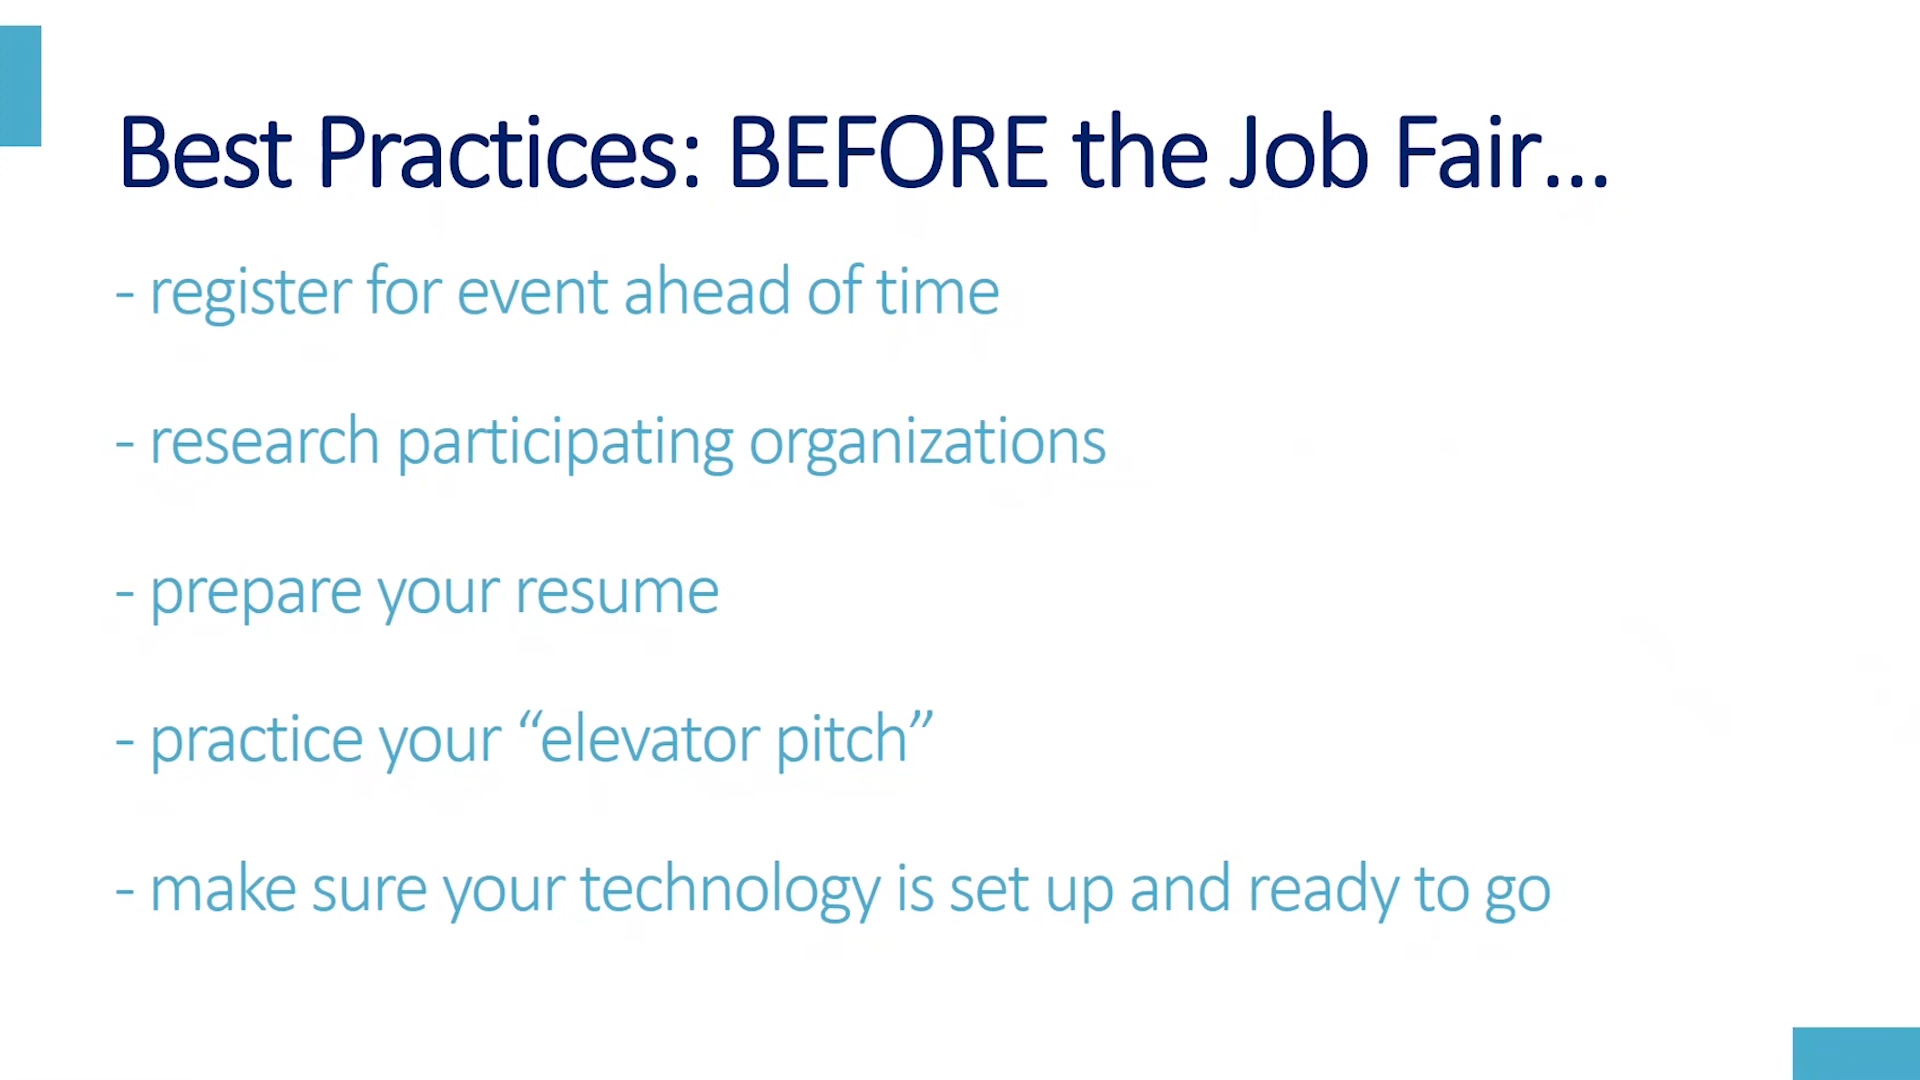 Best Practices: BEFORE the Job Fair...
- register for event ahead of time
- research participating organizations
- prepare your resume
- practice your “elevator pitch”
- make sure your technology is set up and ready to go